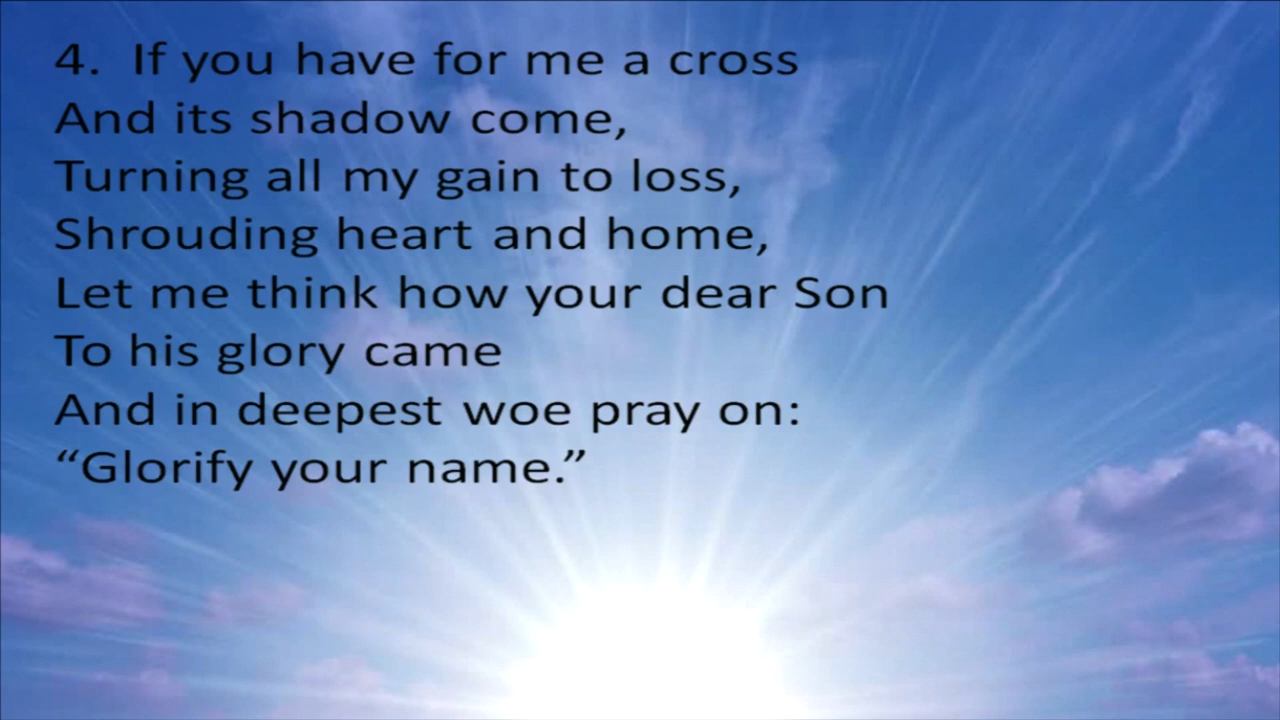 4. If you have for me a cross
And its shadow come,
Turning all my gain to loss,
Shrouding heart and home,
Let me think how your dear Son
To his glory came
And in deepest woe pray on:
“Glorify your name.”